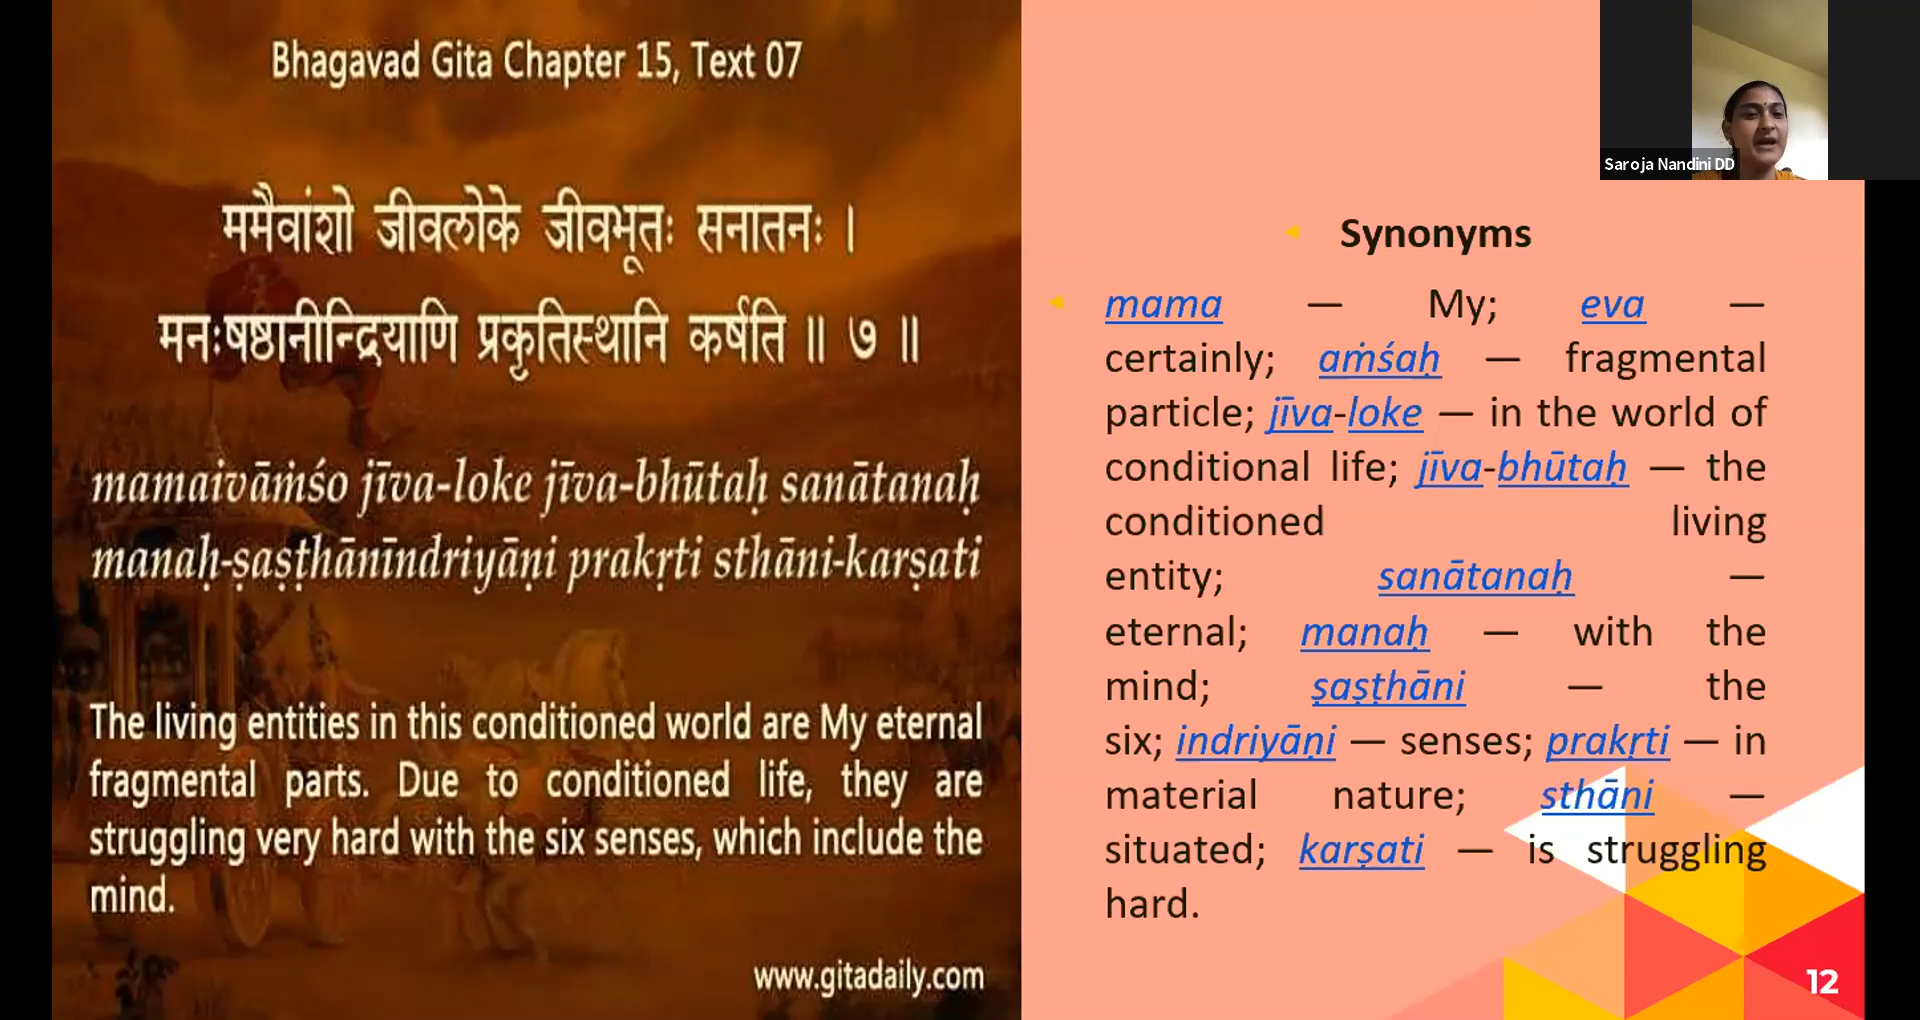 Bhagavad Gita Chapter 15, Text 07
ममैवांशो जीवलोके जीवभूतः सनातनः ।
मनःषष्ठानीन्द्रियाणि प्रकृतिस्थानि कर्षति ॥ ७ ॥
mamaivāṁśo jīva-loke jīva-bhūtaḥ sanātanaḥ
manaḥ-ṣaṣṭhānīndriyāṇi prakṛti sthāni-karṣati
The living entities in this conditioned world are My eternal
fragmental parts. Due to conditioned life, they are
struggling very hard with the six senses, which include the
mind.
www.gitadaily.com
Saroja Nandini DD
Synonyms
mama — My; eva —
certainly; aṁśaḥ — fragmental
particle; jīva-loke — in the world of
conditional life; jīva-bhūtaḥ — the
conditioned living
entity; sanātanaḥ —
eternal; manaḥ — with the
mind; ṣaṣṭhāni — the
six; indriyāṇi — senses; prakṛti — in
material nature; sthāni —
situated; karṣati — is struggling
hard.
12